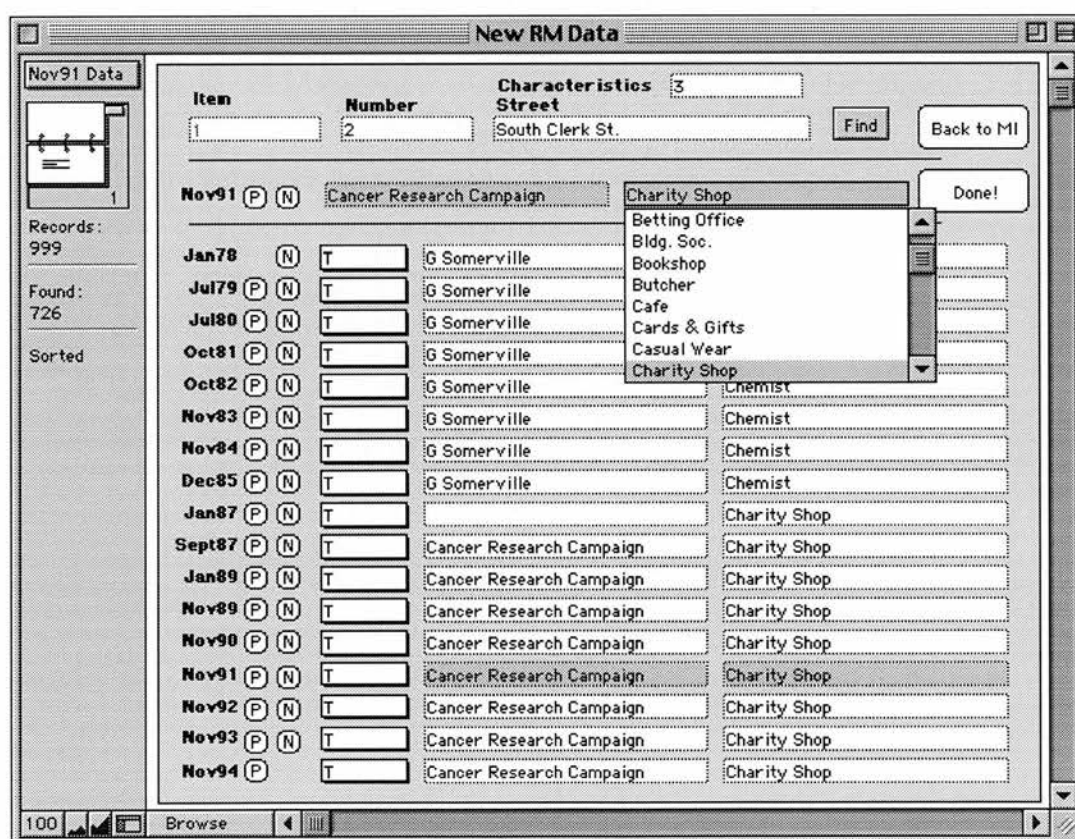 New RM Data
Nov91 Data
1
Records:
999
Found:
726
Sorted
Characteristics 3
Item Number Street
1 2 South Clerk St. Find Back to MI
Nov91 P N Cancer Research Campaign Charity Shop Done!
Betting Office
Bldg. Soc.
Bookshop
Butcher
Cafe
Cards & Gifts
Casual Wear
Charity Shop
Jan78 N T G Somerville
Jul79 P N T G Somerville
Jul80 P N T G Somerville
Oct81 P N T G Somerville
Oct82 P N T G Somerville Chemist
Nov83 P N T G Somerville Chemist
Nov84 P N T G Somerville Chemist
Dec85 P N T G Somerville Chemist
Jan87 P N T Charity Shop
Sept87 P N T Cancer Research Campaign Charity Shop
Jan89 P N T Cancer Research Campaign Charity Shop
Nov89 P N T Cancer Research Campaign Charity Shop
Nov90 P N T Cancer Research Campaign Charity Shop
Nov91 P N T Cancer Research Campaign Charity Shop
Nov92 P N T Cancer Research Campaign Charity Shop
Nov93 P N T Cancer Research Campaign Charity Shop
Nov94 P T Cancer Research Campaign Charity Shop
100 Browse